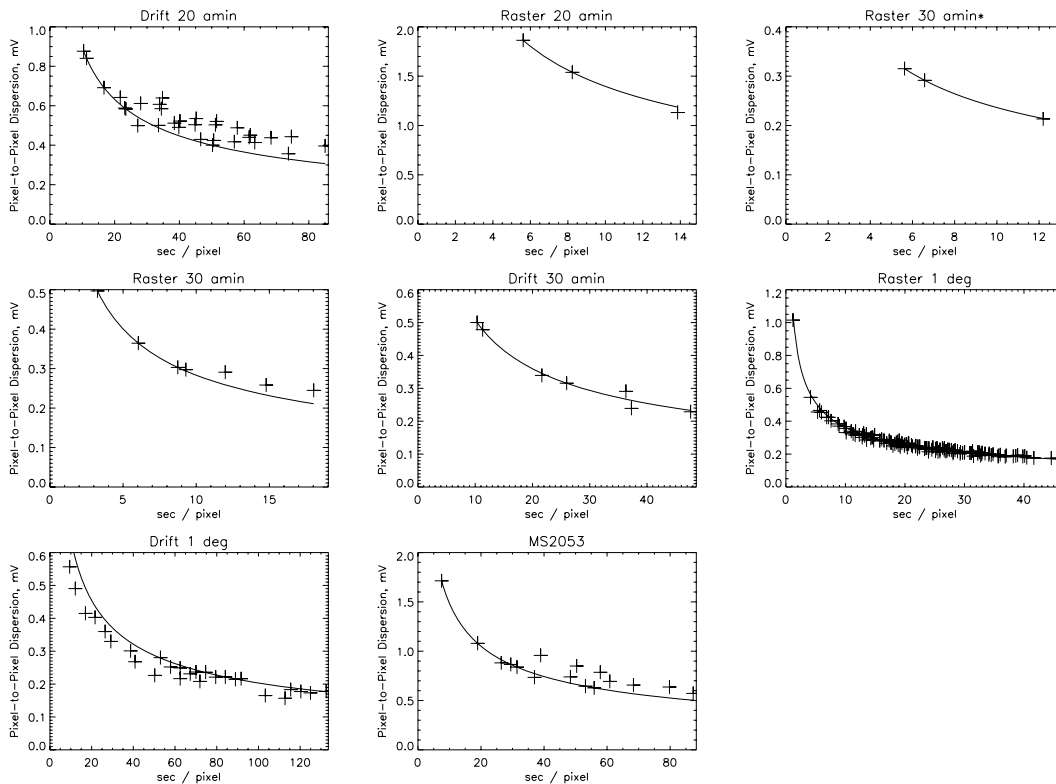 Drift 20 amin
Pixel-to-Pixel Dispersion, mV
1.0
0.8
0.6
0.4
0.2
0.0
0 20 40 60 80
sec / pixel
Raster 20 amin
Pixel-to-Pixel Dispersion, mV
2.0
1.5
1.0
0.5
0.0
0 2 4 6 8 10 12 14
sec / pixel
Raster 30 amin*
Pixel-to-Pixel Dispersion, mV
0.4
0.3
0.2
0.1
0.0
0 2 4 6 8 10 12
sec / pixel
Raster 30 amin
Pixel-to-Pixel Dispersion, mV
0.5
0.4
0.3
0.2
0.1
0.0
0 5 10 15
sec / pixel
Drift 30 amin
Pixel-to-Pixel Dispersion, mV
0.6
0.5
0.4
0.3
0.2
0.1
0.0
0 10 20 30 40
sec / pixel
Raster 1 deg
Pixel-to-Pixel Dispersion, mV
1.2
1.0
0.8
0.6
0.4
0.2
0.0
0 10 20 30 40
sec / pixel
Drift 1 deg
Pixel-to-Pixel Dispersion, mV
0.6
0.5
0.4
0.3
0.2
0.1
0.0
0 20 40 60 80 100 120
sec / pixel
MS2053
Pixel-to-Pixel Dispersion, mV
2.0
1.5
1.0
0.5
0.0
0 20 40 60 80
sec / pixel